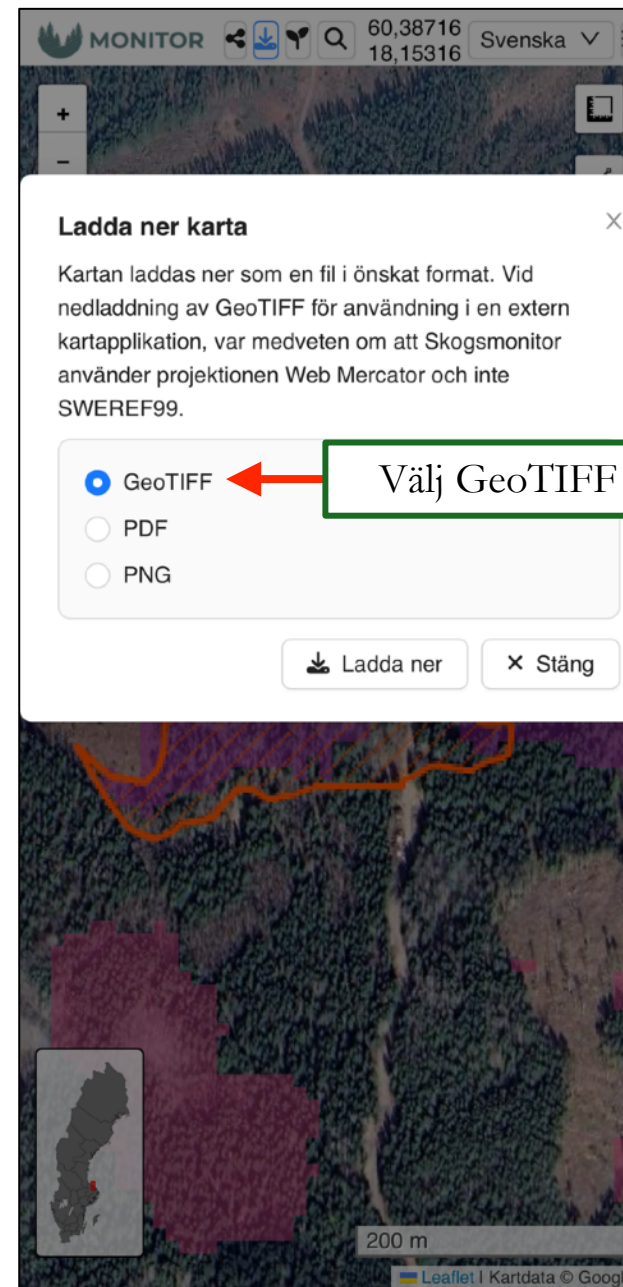 MONITOR
60,38716
18,15316
Svenska
+
−
Ladda ner karta
Kartan laddas ner som en fil i önskat format. Vid
nedladdning av GeoTIFF för användning i en extern
kartapplikation, var medveten om att Skogsmonitor
använder projektionen Web Mercator och inte
SWEREF99.
GeoTIFF
Välj GeoTIFF
PDF
PNG
Ladda ner
Stäng
200 m
Leaflet | Kartdata © Goog